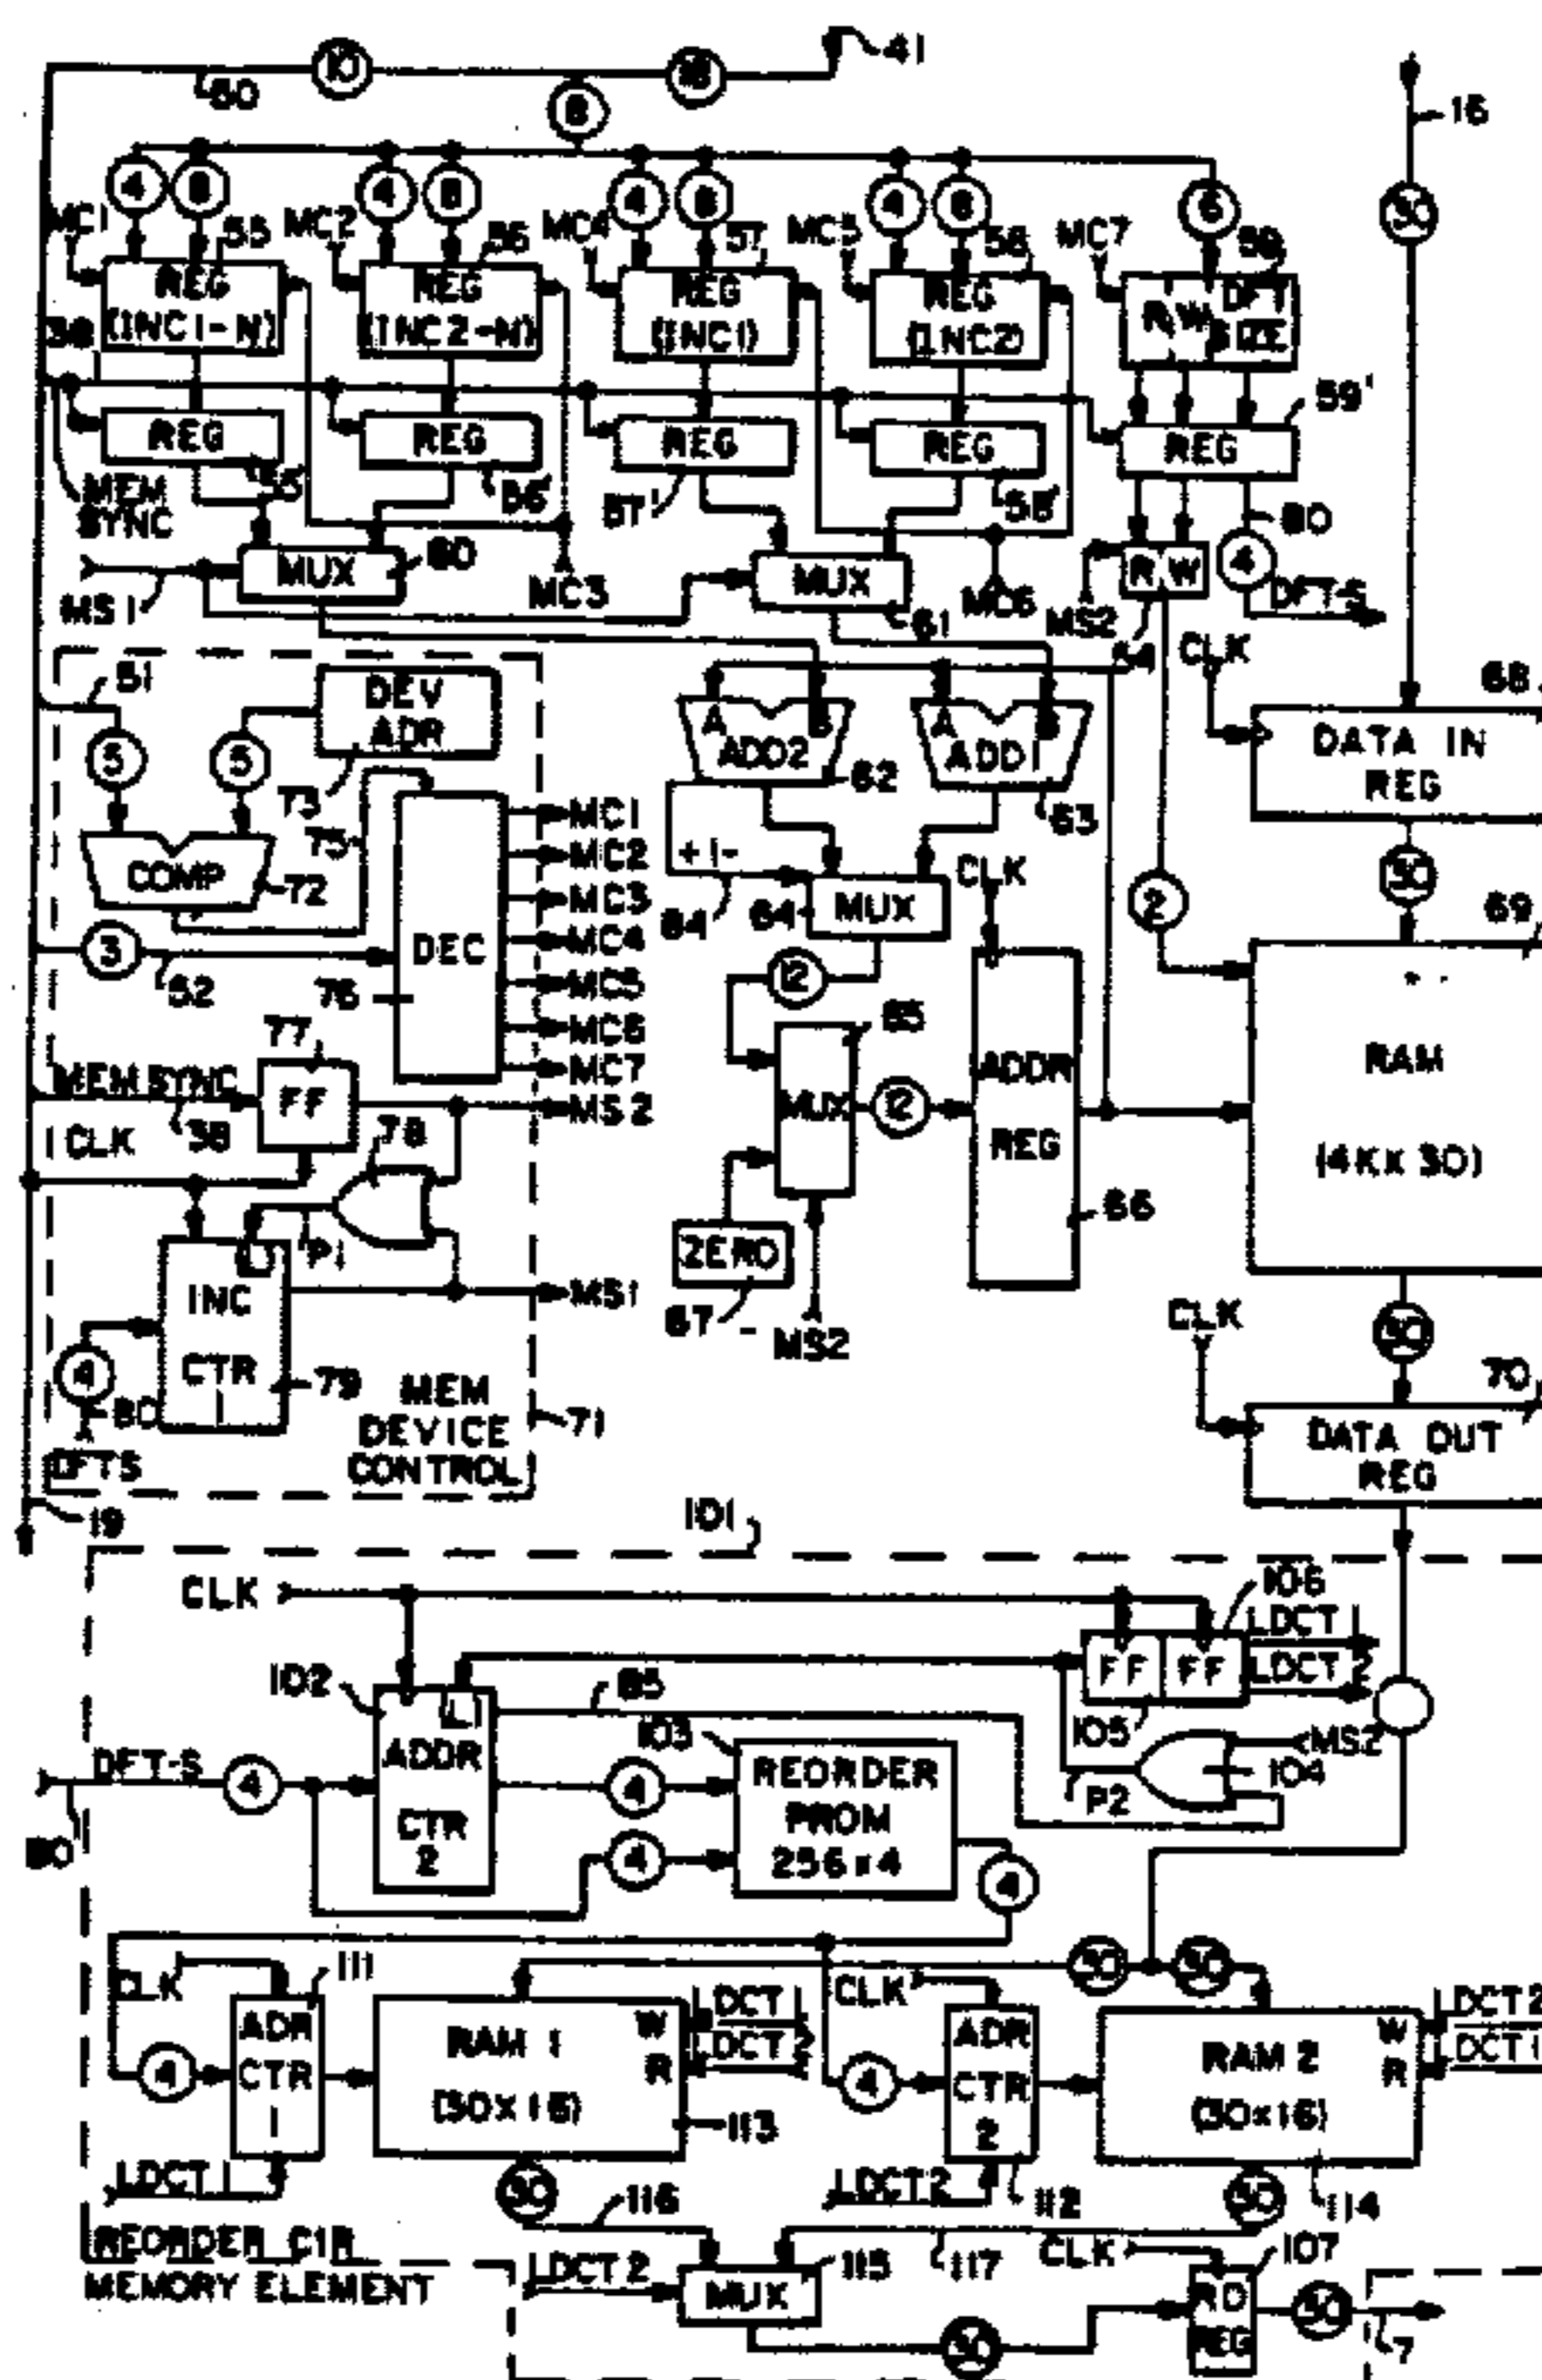 41
10
16
50
8
16
4
8
4
8
4
8
4
8
6
30
MC1
55
MC2
56
MC4
57
MC5
58
MC7
59
REG
(INC1-N)
REG
(INC2-N)
REG
(INC1)
REG
(INC2)
R W
DFT
SIZE
38
REG
REG
REG
REG
REG
59'
55'
56'
57'
58'
MEM
SYNC
MUX
60
MUX
61
R W
80
4
DFT-S
MS1
MC3
MC6
MS2
CLK
51
DEV
ADR
68
5
5
73
A
B
ADD2
62
A
B
ADD1
63
DATA IN
REG
75
COMP
72
DEC
MC1
MC2
MC3
MC4
MC5
MC6
MC7
MS2
+1-
84
64
MUX
CLK
30
2
69
3
52
76
12
65
77
MEM SYNC
FF
38
MUX
12
ADDR
REG
RAM
(4K x 30)
CLK
78
P1
L
66
INC
CTR
1
MS1
ZERO
67
MS2
CLK
30
4
80
79
DFTS
MEM
DEVICE
CONTROL
71
70
DATA OUT
REG
19
101
CLK
106
LDCT 1
LDCT 2
FF
FF
102
L
85
105
103
ADDR
CTR
2
MS2
104
P2
DFT-S
4
80
4
4
REORDER
PROM
256 x 4
4
CLK
111
30
30
CLK
ADR
CTR
1
RAM 1
(30 x 16)
W
R
LDCT 1
LDCT 2
ADR
CTR
2
RAM 2
(30 x 16)
W
R
LDCT 2
LDCT 1
4
4
113
LDCT 1
30
116
LDCT 2
112
30
114
REORDER CTR
MEMORY ELEMENT
LDCT 2
MUX
115
117
CLK
107
RD
REG
30
30
7